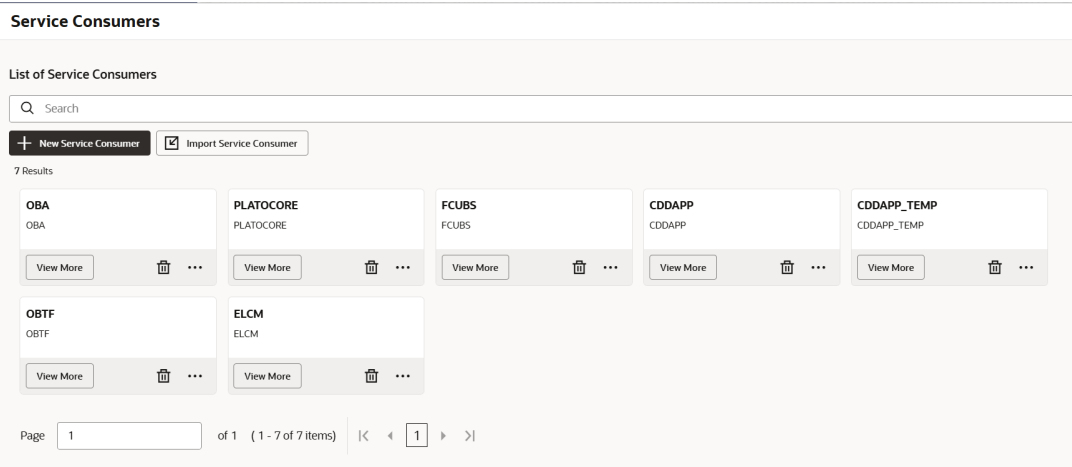 Service Consumers
List of Service Consumers
Search
New Service Consumer Import Service Consumer
7 Results
OBA PLATOCORE FCUBS CDDAPP CDDAPP_TEMP
OBA PLATOCORE FCUBS CDDAPP CDDAPP_TEMP
View More View More View More View More View More
OBTF ELCM
OBTF ELCM
View More View More
Page 1 of 1 ( 1 - 7 of 7 items) 1